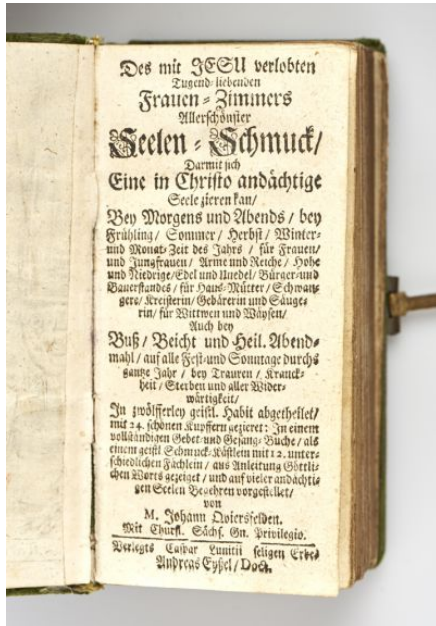 Des mit JESU verlobten
Tugend-liebenden
Frauen-Zimmers
Allerschönster
Seelen-Schmuck/
Darmit sich
Eine in Christo andächtige
Seele zieren kan/
Bey Morgens und Abends / bey
Frühling / Sommer / Herbst / Winter-
und Monat-Zeit des Jahrs / für Frauen/
und Jungfrauen / Arme und Reiche / Hohe
und Niedrige/Edel und Unedel/ Bürger-und
Bauerstandes / für Haus-Mütter / Schwan-
gere/ Kreisterin/ Gebärerin und Säuge-
rin/ für Wittwen und Wäysen/
Auch bey
Buß / Beicht und Heil. Abend-
mahl / auf alle Fest-und Sonntage durchs
gantze Jahr / bey Trauren / Kranck-
heit / Sterben und aller Wider-
wärtigkeit/
In zwölfferley geistl. Habit abgetheilet/
mit 24. schönen Kupffern gezieret: In einem
vollständigen Gebet-und Gesang-Buche / als
einem geistl Schmuck-Kästlein mit 12. unter-
schiedlichen Fächlein / aus Anleitung Göttli-
chen Worts gezeiget / und auf vieler andächti-
gen Seelen Begehren vorgestellet/
von
M. Johann Qviersfelden.
Mit Churfl. Sächs. Gn. Privilegio.
Verlegts Caspar Lunitii seligen Erbe/
Andreas Eyßel / Doct.